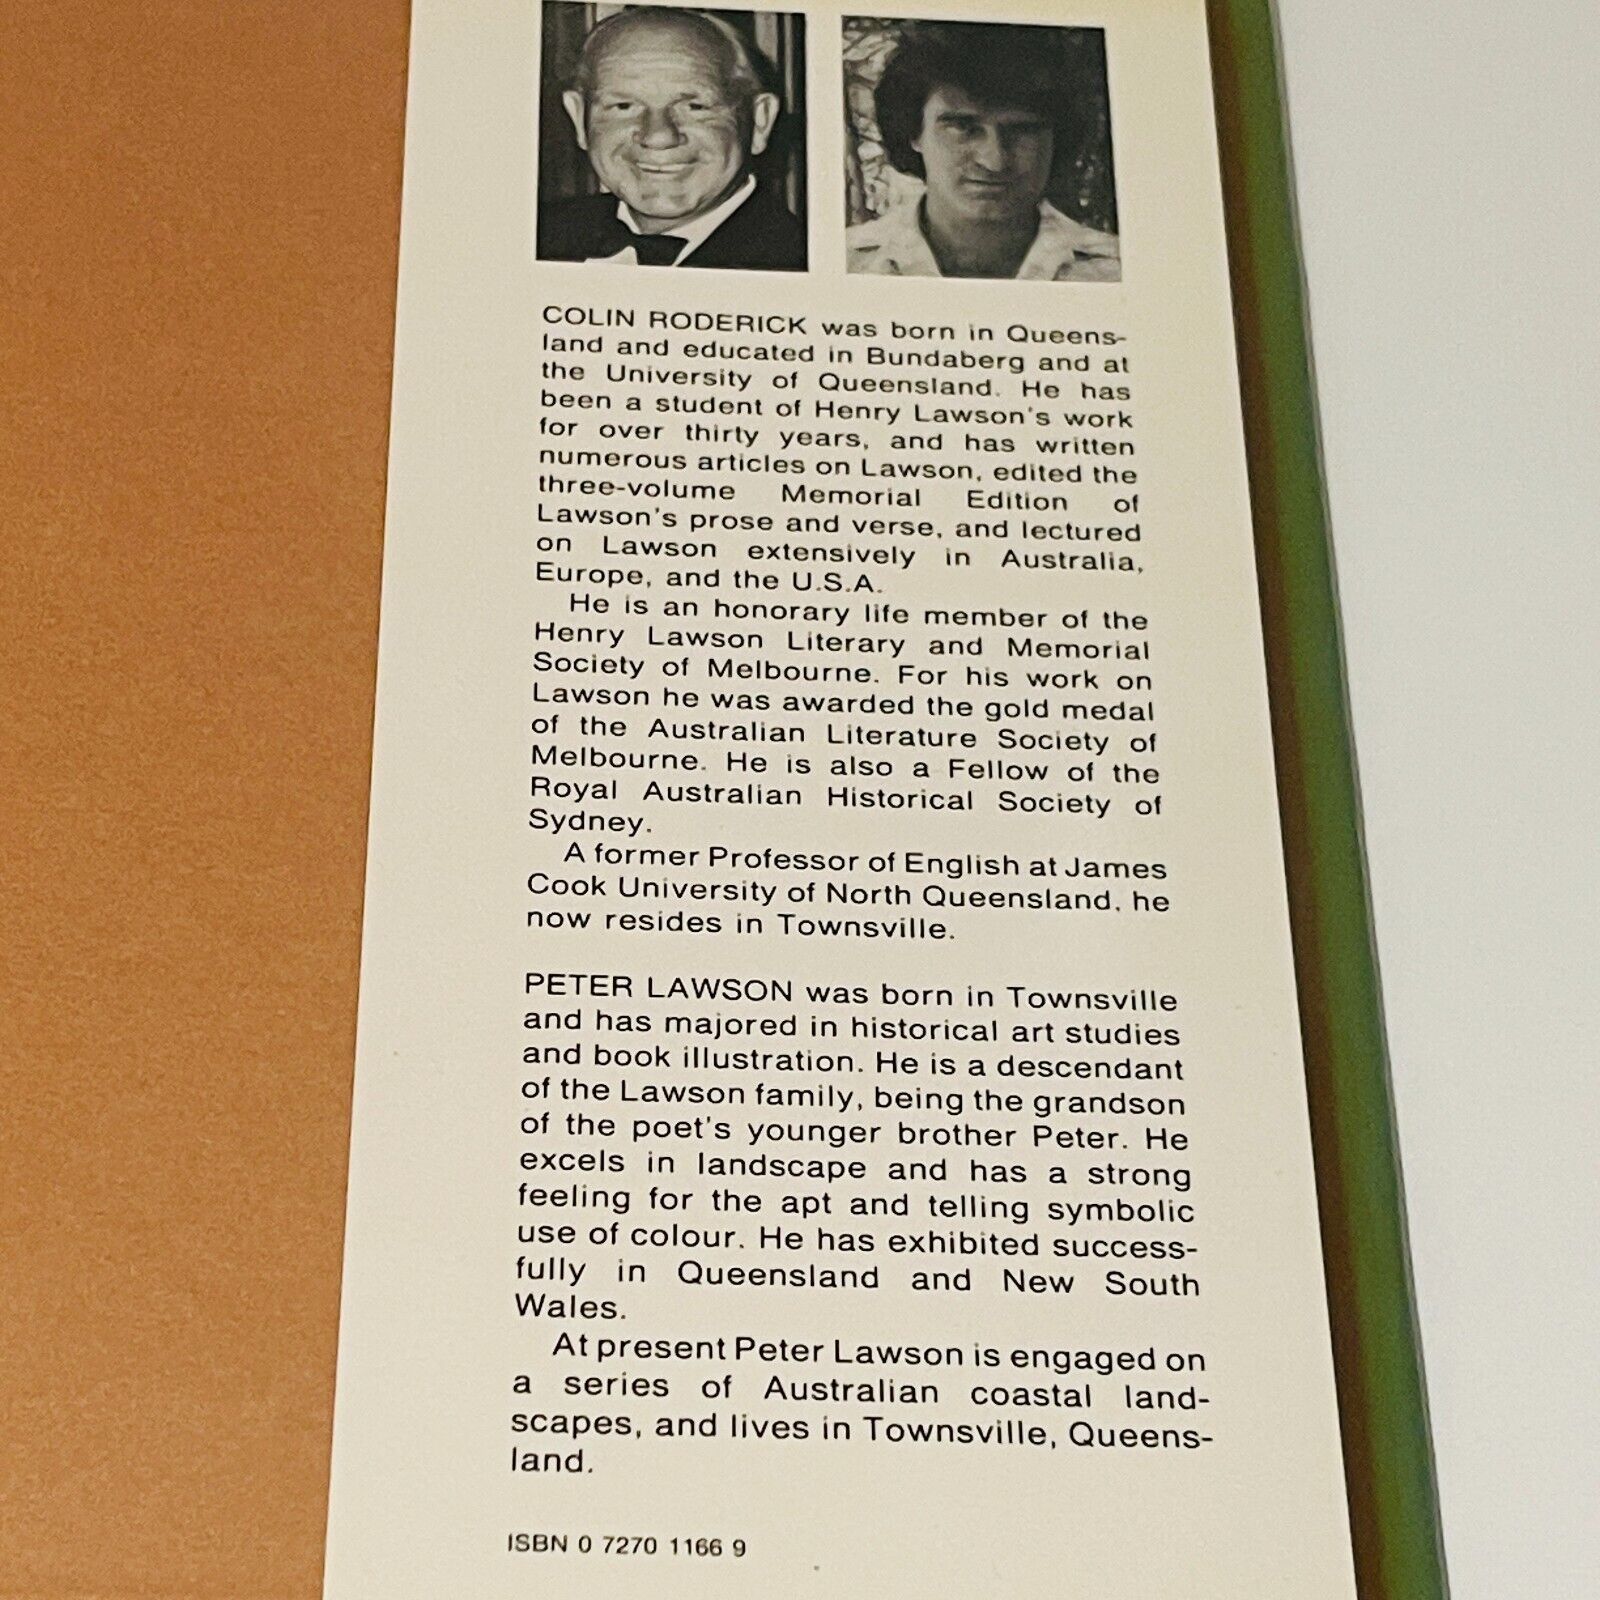 COLIN RODERICK was born in Queens-
land and educated in Bundaberg and at
the University of Queensland. He has
been a student of Henry Lawson's work
for over thirty years, and has written
numerous articles on Lawson, edited the
three-volume Memorial Edition of
Lawson's prose and verse, and lectured
on Lawson extensively in Australia,
Europe, and the U.S.A.
He is an honorary life member of the
Henry Lawson Literary and Memorial
Society of Melbourne. For his work on
Lawson he was awarded the gold medal
of the Australian Literature Society of
Melbourne. He is also a Fellow of the
Royal Australian Historical Society of
Sydney.
A former Professor of English at James
Cook University of North Queensland, he
now resides in Townsville.
PETER LAWSON was born in Townsville
and has majored in historical art studies
and book illustration. He is a descendant
of the Lawson family, being the grandson
of the poet's younger brother Peter. He
excels in landscape and has a strong
feeling for the apt and telling symbolic
use of colour. He has exhibited success-
fully in Queensland and New South
Wales.
At present Peter Lawson is engaged on
a series of Australian coastal land-
scapes, and lives in Townsville, Queens-
land.
ISBN 0 7270 1166 9